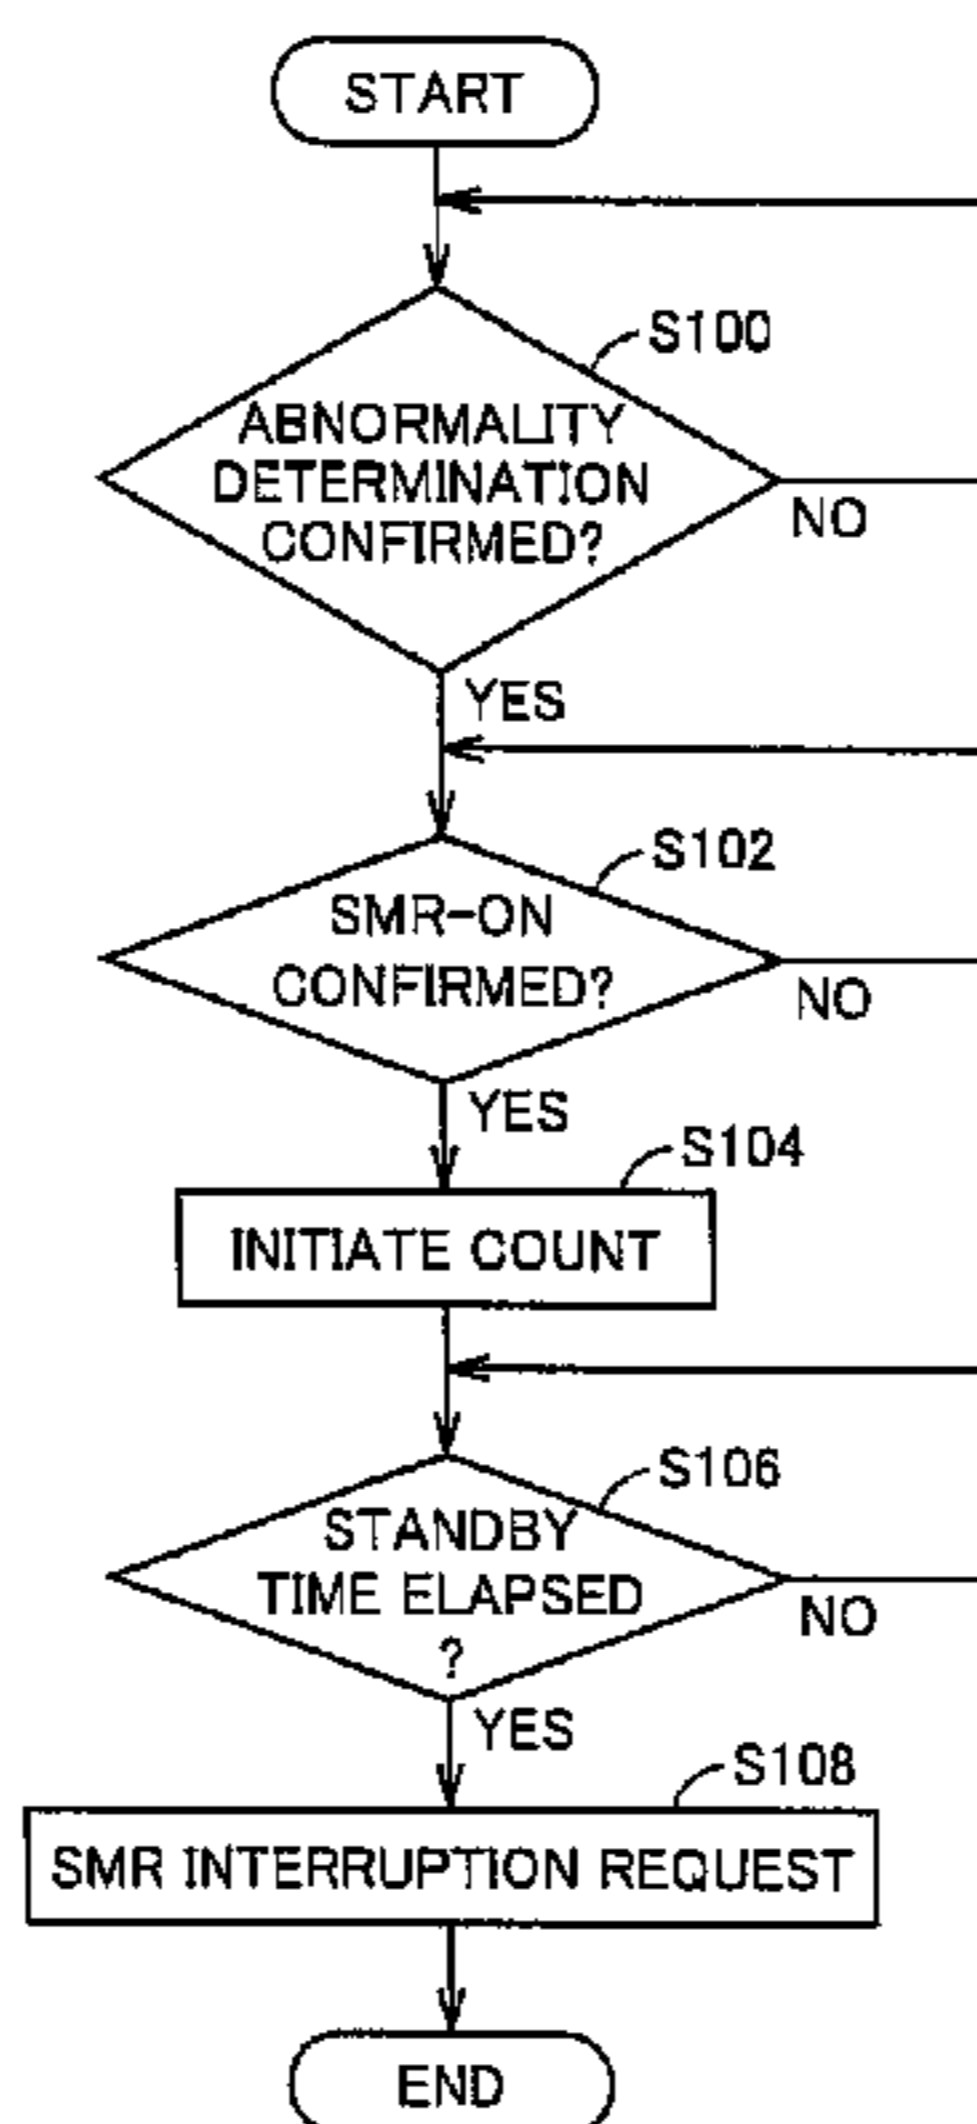 START
S100
ABNORMALITY
DETERMINATION
CONFIRMED?
NO
YES
S102
SMR-ON
CONFIRMED?
NO
YES
S104
INITIATE COUNT
S106
STANDBY
TIME ELAPSED
?
NO
YES
S108
SMR INTERRUPTION REQUEST
END